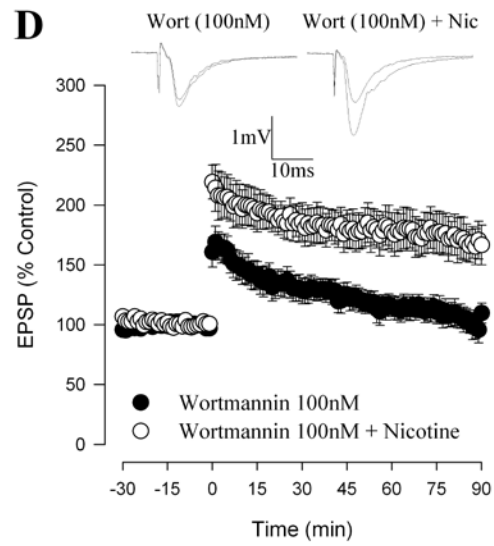 D
Wort (100nM) Wort (100nM) + Nic
1mV
10ms
EPSP (% Control)
300
250
200
150
100
50
0
Wortmannin 100nM
Wortmannin 100nM + Nicotine
-30 -15 0 15 30 45 60 75 90
Time (min)